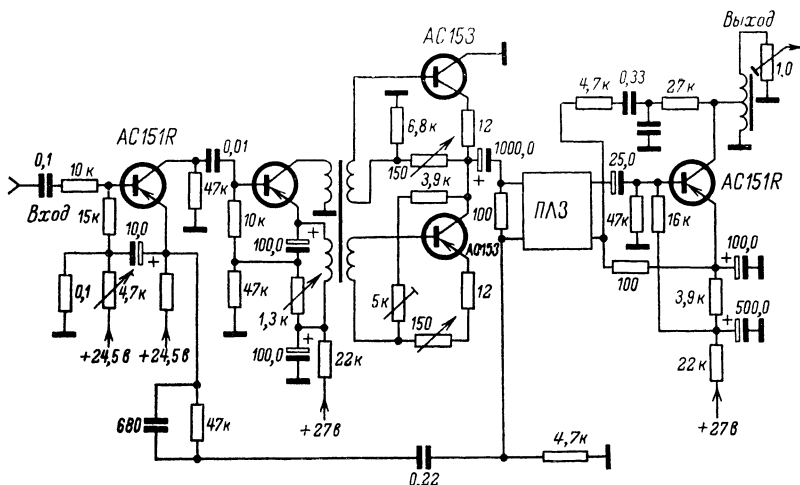 Выход
АС153
1,0
4,7к
0,33
27к
6,8к
12
АС151R
0,01
1000,0
0,1
10к
150
25,0
АС151R
47к
3,9к
ПЛЗ
Вход
15к
10к
100
47к
16к
10,0
100,0
АС153
100,0
100
0,1
4,7к
47к
1,3к
5к
12
3,9к
500,0
150
+24,5в
+24,5в
100,0
22к
22к
+27в
+27в
680
47к
4,7к
0,22